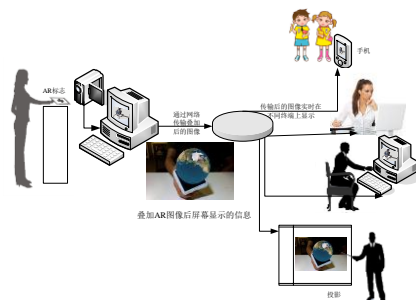 手机
AR标志
通过网络
传输叠加
后的图像
传输后的图像实时在
不同终端上显示
叠加AR图像后屏幕显示的信息
投影